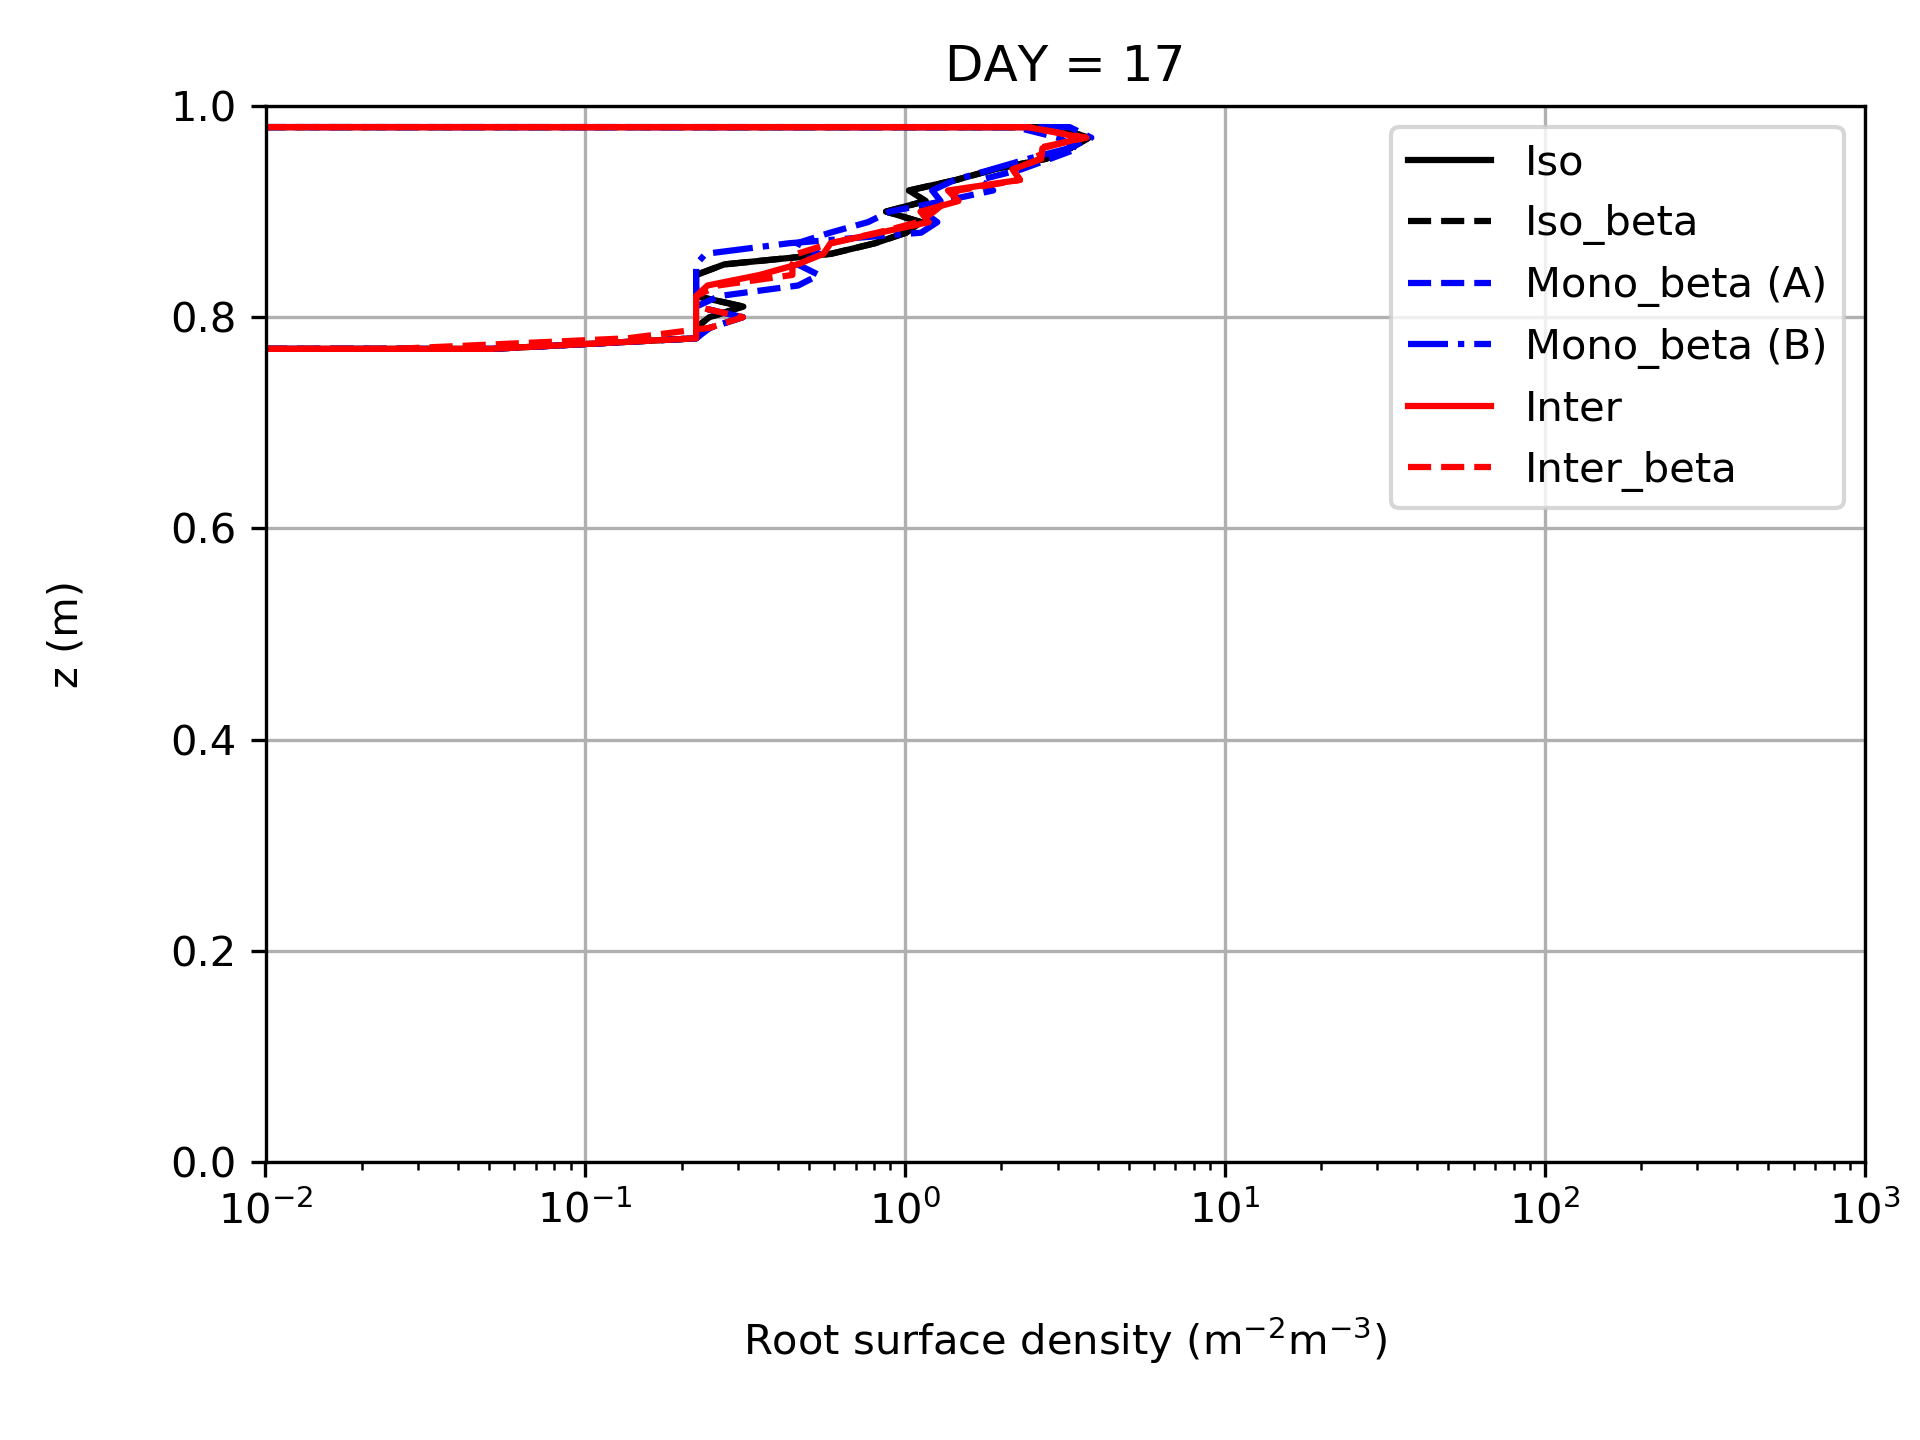 DAY = 17
1.0
0.8
0.6
0.4
0.2
0.0
z (m)
Iso
Iso_beta
Mono_beta (A)
Mono_beta (B)
Inter
Inter_beta
10⁻² 10⁻¹ 10⁰ 10¹ 10² 10³
Root surface density (m⁻²m⁻³)